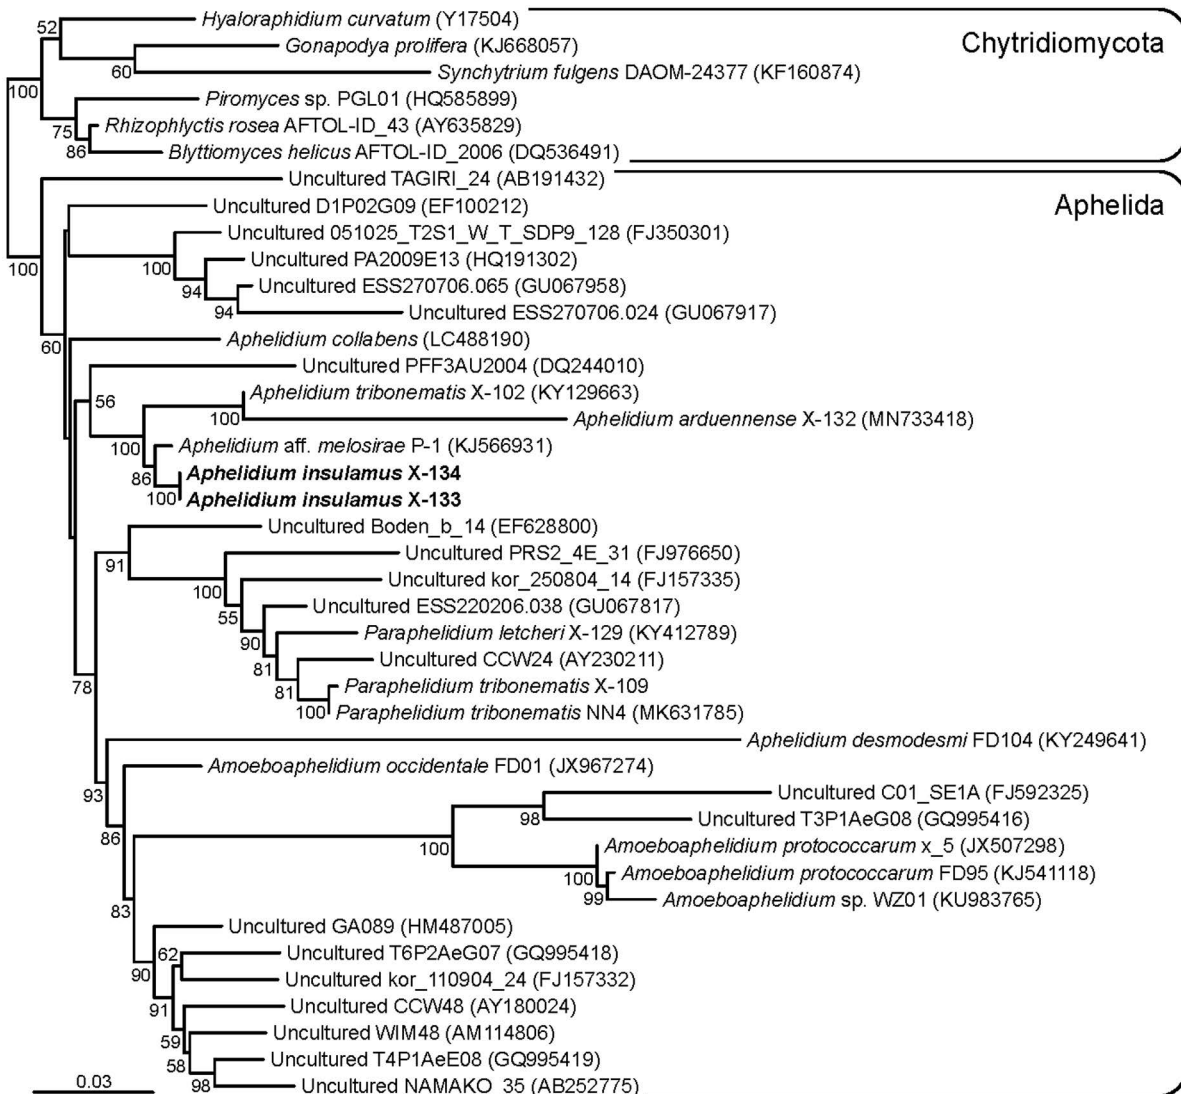 Hyaloraphidium curvatum (Y17504)
52
Gonapodya prolifera (KJ668057)
Chytridiomycota
60
Synchytrium fulgens DAOM-24377 (KF160874)
100
Piromyces sp. PGL01 (HQ585899)
75
Rhizophlyctis rosea AFTOL-ID_43 (AY635829)
86
Blyttiomyces helicus AFTOL-ID_2006 (DQ536491)
Uncultured TAGIRI_24 (AB191432)
Aphelida
Uncultured D1P02G09 (EF100212)
Uncultured 051025_T2S1_W_T_SDP9_128 (FJ350301)
100
100
Uncultured PA2009E13 (HQ191302)
94
Uncultured ESS270706.065 (GU067958)
94
Uncultured ESS270706.024 (GU067917)
60
Aphelidium collabens (LC488190)
Uncultured PFF3AU2004 (DQ244010)
56
Aphelidium tribonematis X-102 (KY129663)
100
Aphelidium arduennense X-132 (MN733418)
100
Aphelidium aff. melosirae P-1 (KJ566931)
86
Aphelidium insulamus X-134
100
Aphelidium insulamus X-133
Uncultured Boden_b_14 (EF628800)
91
Uncultured PRS2_4E_31 (FJ976650)
100
Uncultured kor_250804_14 (FJ157335)
55
Uncultured ESS220206.038 (GU067817)
90
Paraphelidium letcheri X-129 (KY412789)
81
Uncultured CCW24 (AY230211)
78
81
Paraphelidium tribonematis X-109
100
Paraphelidium tribonematis NN4 (MK631785)
Aphelidium desmodesmi FD104 (KY249641)
Amoeboaphelidium occidentale FD01 (JX967274)
93
Uncultured C01_SE1A (FJ592325)
98
Uncultured T3P1AeG08 (GQ995416)
86
100
Amoeboaphelidium protococcarum x_5 (JX507298)
100
Amoeboaphelidium protococcarum FD95 (KJ541118)
99
Amoeboaphelidium sp. WZ01 (KU983765)
83
Uncultured GA089 (HM487005)
62
Uncultured T6P2AeG07 (GQ995418)
90
Uncultured kor_110904_24 (FJ157332)
91
Uncultured CCW48 (AY180024)
59
Uncultured WIM48 (AM114806)
58
Uncultured T4P1AeE08 (GQ995419)
0.03
98
Uncultured NAMAKO_35 (AB252775)